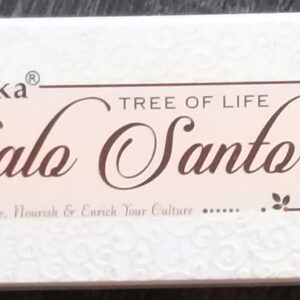 ka®
TREE OF LIFE
alo Santo
, Nourish & Enrich Your Culture